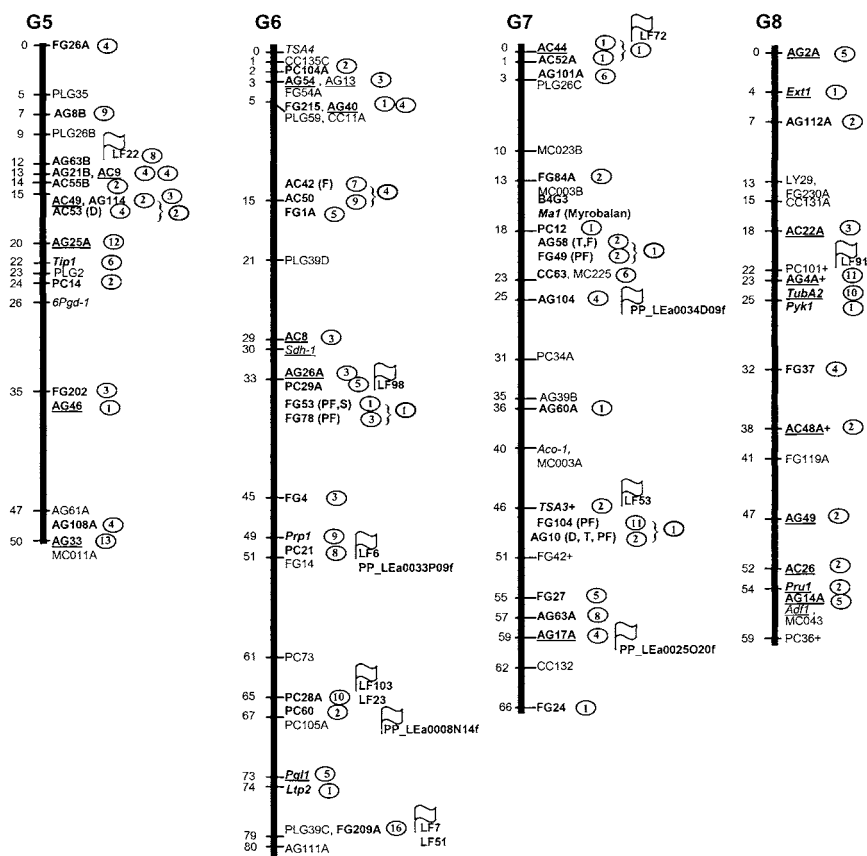 G5
0 FG26A 4
5 PLG35
7 AG8B 9
9 PLG26B
LF22 8
12 AG63B
13 AG21B, AC9 4 4
14 AC55B 2
15 AC49, AG114 2 3
AC53 (D) 4 } 2
20 AG25A 12
22 Tip1 6
23 PLG2
24 PC14 2
26 6Pgd-1
35 FG202 3
AG46 1
47 AG61A
AG108A 4
50 AG33 13
MC011A
G6
0 TSA4
1 CC135C
2 PC104A 2
3 AG54, AG13 3
FG54A
5 FG215, AG40 1 4
PLG59, CC11A
AC42 (F) 7
15 AC50 9 } 4
FG1A 5
21 PLG39D
29 AC8 3
30 Sdh-1
33 AG26A 3
PC29A 5 LF98
FG53 (PF,S) 1
FG78 (PF) 3 } 1
45 FG4 3
49 Prp1 9
51 PC21 8 LF6
FG14 PP_LEa0033P09f
61 PC73
LF103
65 PC28A 10 LF23
67 PC60 2
PC105A PP_LEa0008N14f
73 Pgl1 5
74 Ltp2 1
79 PLG39C, FG209A 16 LF7
LF51
80 AG111A
G7
LF72
0 AC44 1
1 AC52A 1 } 1
3 AG101A 6
PLG26C
10 MC023B
13 FG84A 2
MC003B
B4G3
Ma1 (Myrobalan)
18 PC12 1
AG58 (T,F) 2
FG49 (PF) 2 } 1
23 CC63, MC225 6
25 AG104 4
PP_LEa0034D09f
31 PC34A
35 AG39B
36 AG60A 1
40 Aco-1,
MC003A
LF53
46 TSA3+ 2
FG104 (PF) 11
AG10 (D, T, PF) 2 } 1
51 FG42+
55 FG27 5
57 AG63A 8
59 AG17A 4
PP_LEa0025O20f
62 CC132
66 FG24 1
G8
0 AG2A 5
4 Ext1 1
7 AG112A 2
13 LY29,
FG230A
15 CC131A
18 AC22A 3
LF91
22 PC101+
23 AG4A+ 11
25 TubA2 10
Pyk1 1
32 FG37 4
38 AC48A+ 2
41 FG119A
47 AG49 2
52 AC26 2
54 Pru1 2
AG14A 5
Adf1,
MC043
59 PC36+